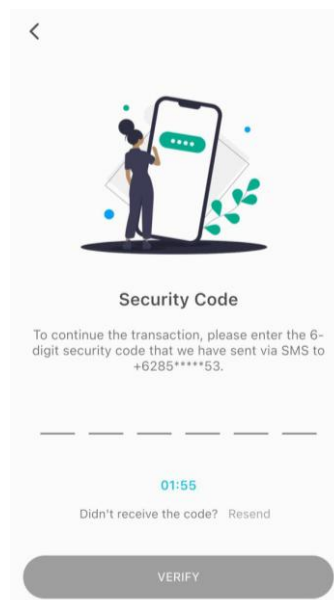 Security Code
To continue the transaction, please enter the 6-
digit security code that we have sent via SMS to
+6285*****53.
01:55
Didn't receive the code? Resend
VERIFY